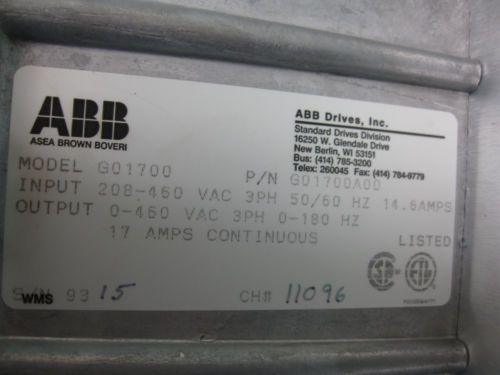 ABB
ASEA BROWN BOVERI
ABB Drives, Inc.
Standard Drives Division
16250 W. Glendale Drive
New Berlin, WI 53151
Bus: (414) 785-3200
Telex: 260045 Fax: (414) 784-9779
MODEL G01700 P/N G01700A00
INPUT 208-460 VAC 3PH 50/60 HZ 14.6AMPS
OUTPUT 0-460 VAC 3PH 0-180 HZ
17 AMPS CONTINUOUS
LISTED
S/N 93 15 CH# 11096
WMS